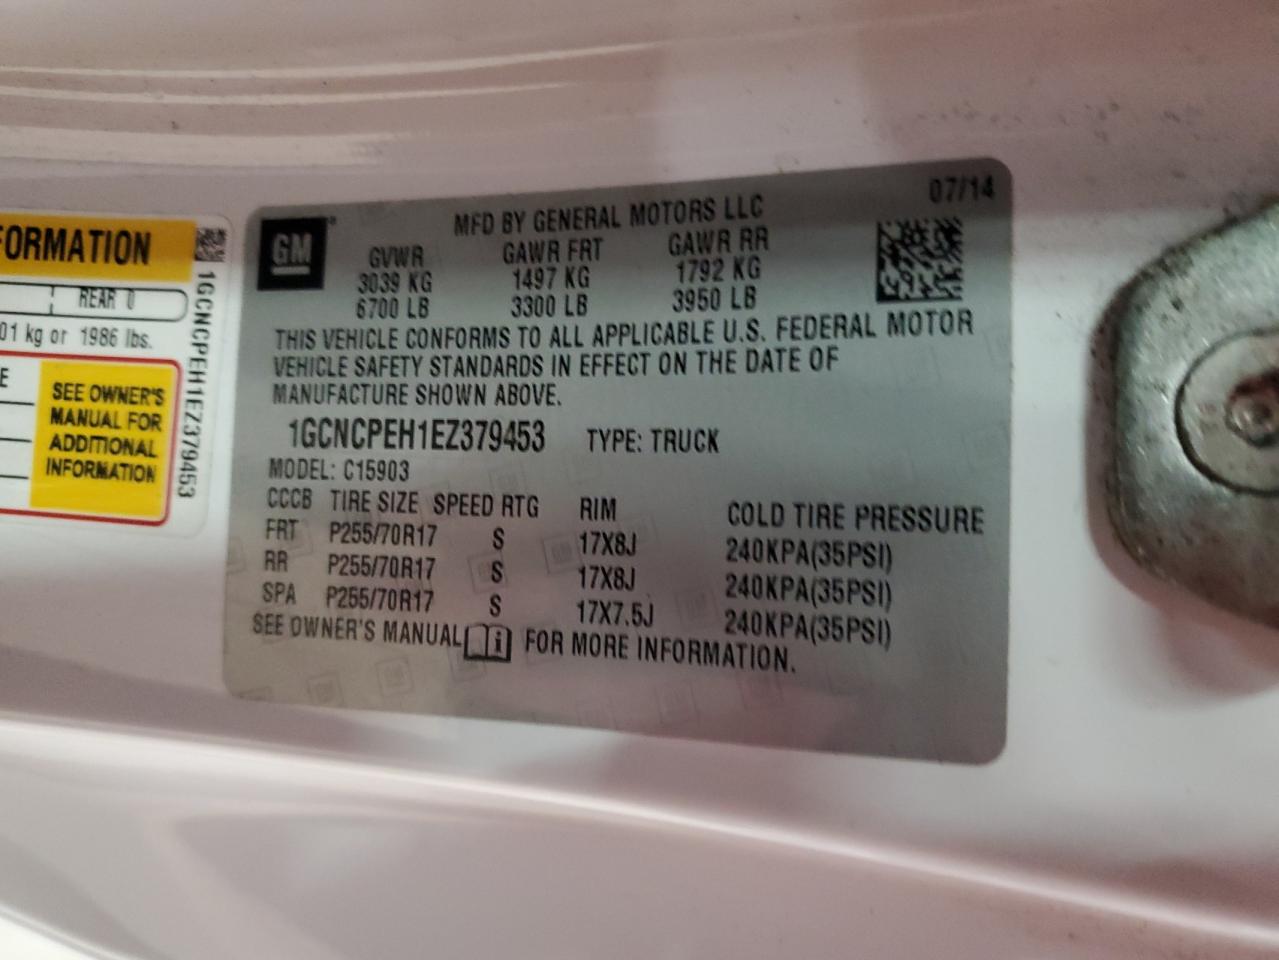 FORMATION
REAR 0
01 kg or 1986 lbs.
E
SEE OWNER'S
MANUAL FOR
ADDITIONAL
INFORMATION
1GCNCPEH1EZ379453
GM
07/14
MFD BY GENERAL MOTORS LLC
GVWR GAWR FRT GAWR RR
3039 KG 1497 KG 1792 KG
6700 LB 3300 LB 3950 LB
THIS VEHICLE CONFORMS TO ALL APPLICABLE U.S. FEDERAL MOTOR
VEHICLE SAFETY STANDARDS IN EFFECT ON THE DATE OF
MANUFACTURE SHOWN ABOVE.
1GCNCPEH1EZ379453 TYPE: TRUCK
MODEL: C15903
CCCB TIRE SIZE SPEED RTG RIM COLD TIRE PRESSURE
FRT P255/70R17 S 17X8J 240KPA(35PSI)
RR P255/70R17 S 17X8J 240KPA(35PSI)
SPA P255/70R17 S 17X7.5J 240KPA(35PSI)
SEE OWNER'S MANUAL i FOR MORE INFORMATION.